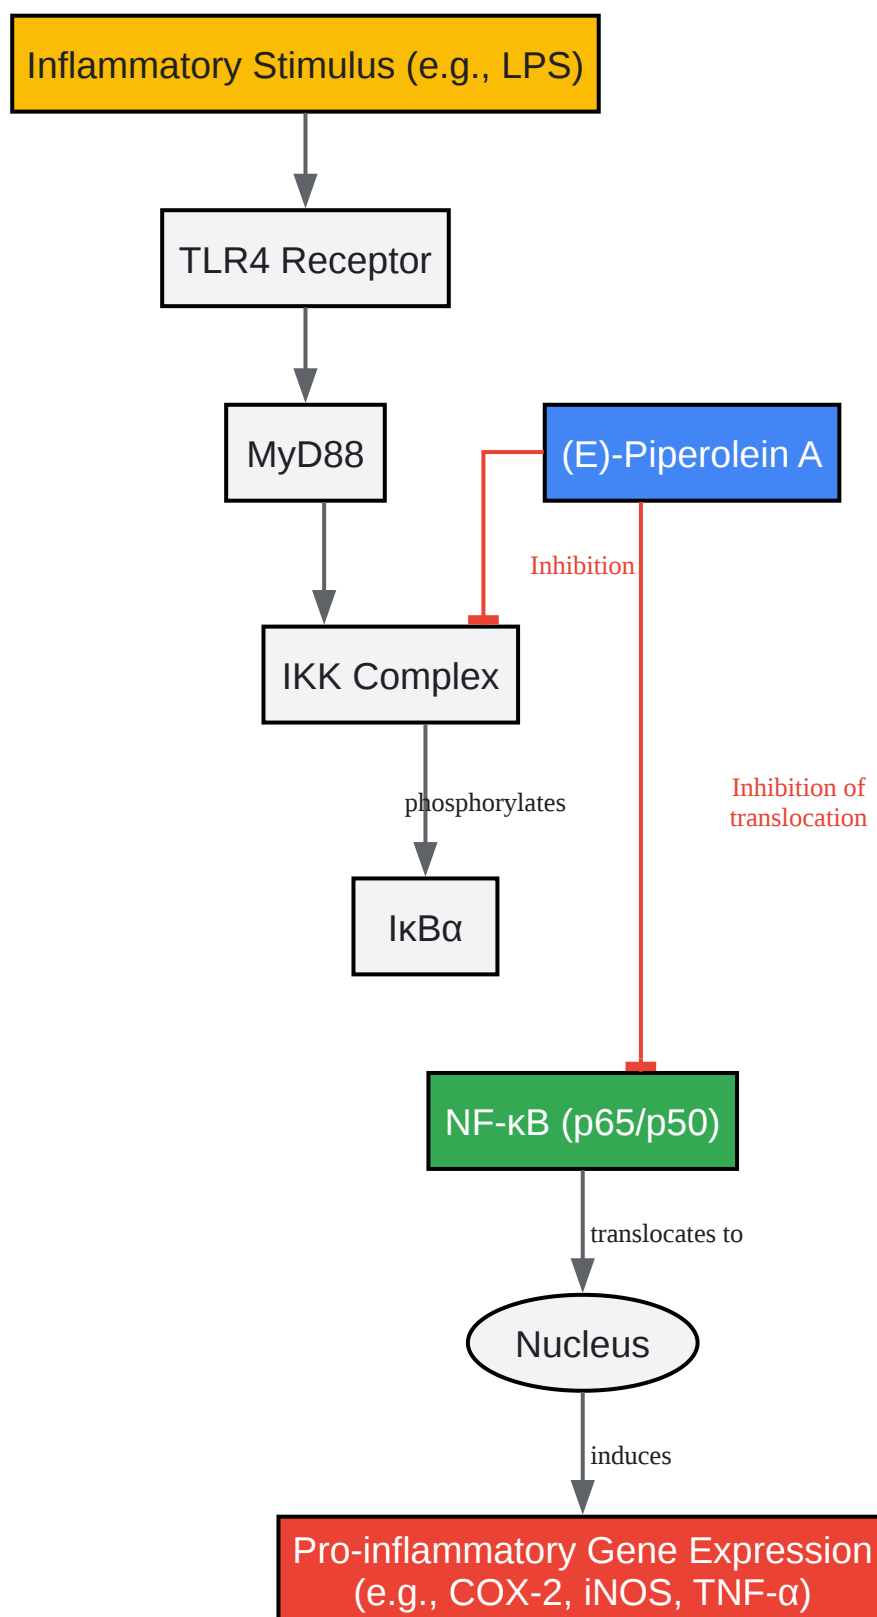 Inflammatory Stimulus (e.g., LPS)
TLR4 Receptor
MyD88
(E)-Piperolein A
Inhibition
IKK Complex
phosphorylates
Inhibition of
translocation
IκBα
NF-κB (p65/p50)
translocates to
Nucleus
induces
Pro-inflammatory Gene Expression
(e.g., COX-2, iNOS, TNF-α)